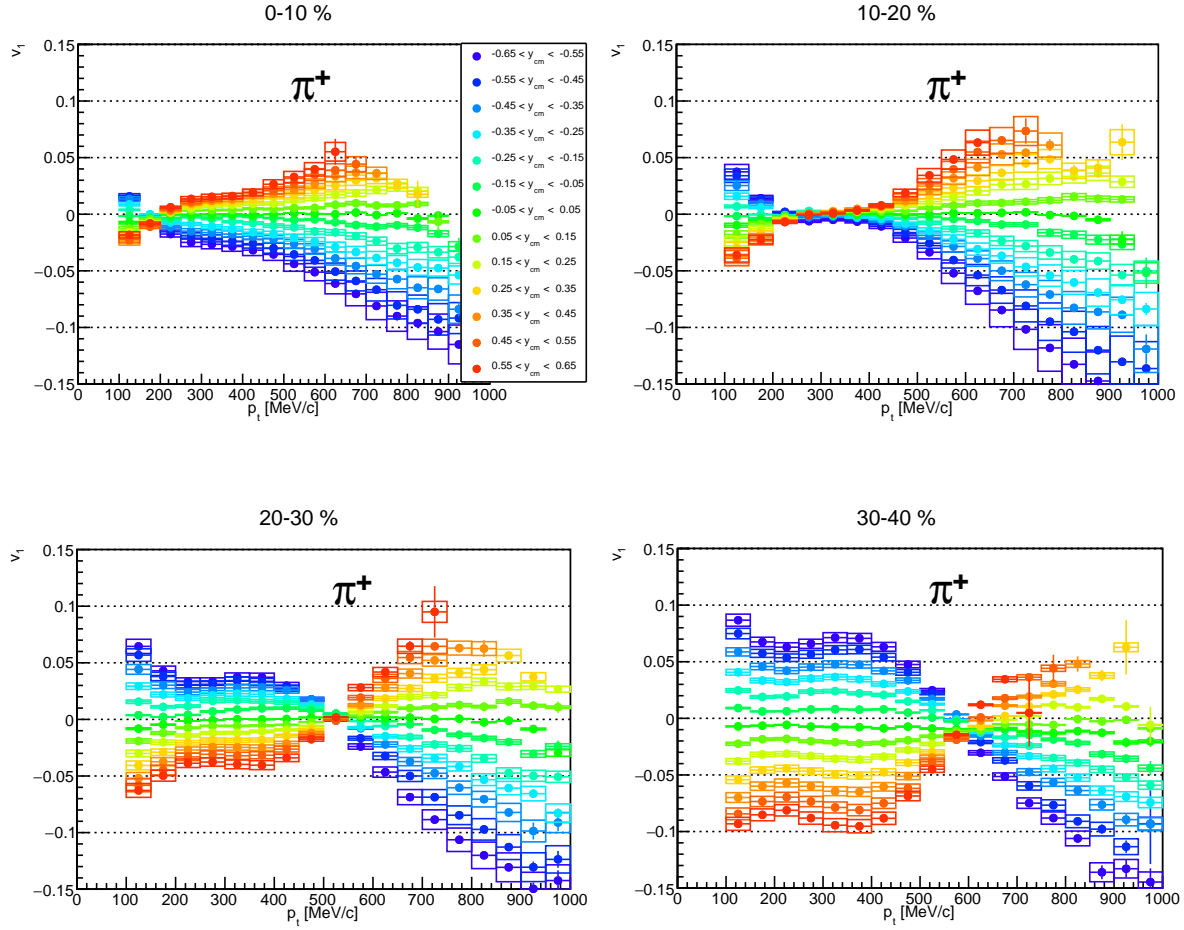 0-10 %
v1
π+
0.15
0.1
0.05
0
−0.05
−0.1
−0.15
0 100 200 300 400 500 600 700 800 900 1000
pt [MeV/c]
-0.65 < ycm < -0.55
-0.55 < ycm < -0.45
-0.45 < ycm < -0.35
-0.35 < ycm < -0.25
-0.25 < ycm < -0.15
-0.15 < ycm < -0.05
-0.05 < ycm < 0.05
0.05 < ycm < 0.15
0.15 < ycm < 0.25
0.25 < ycm < 0.35
0.35 < ycm < 0.45
0.45 < ycm < 0.55
0.55 < ycm < 0.65
10-20 %
v1
π+
0.15
0.1
0.05
0
−0.05
−0.1
−0.15
0 100 200 300 400 500 600 700 800 900 1000
pt [MeV/c]
20-30 %
v1
π+
0.15
0.1
0.05
0
−0.05
−0.1
−0.15
0 100 200 300 400 500 600 700 800 900 1000
pt [MeV/c]
30-40 %
v1
π+
0.15
0.1
0.05
0
−0.05
−0.1
−0.15
0 100 200 300 400 500 600 700 800 900 1000
pt [MeV/c]